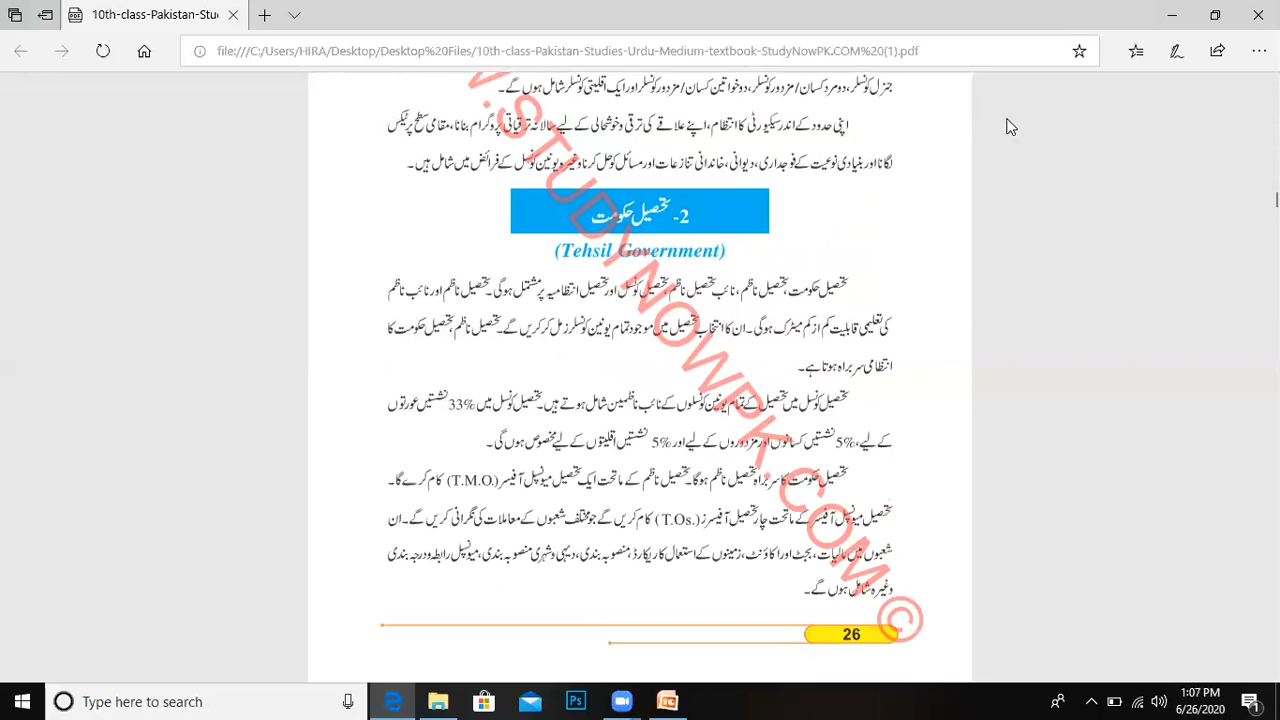 10th-class-Pakistan-Stu
file:///C:/Users/HIRA/Desktop/Desktop%20Files/10th-class-Pakistan-Studies-Urdu-Medium-textbook-StudyNowPK.COM%20(1).pdf
جنرل کونسلر، دو مرد کسان/مزدور کونسلر، دو خواتین کسان/مزدور کونسلر اور ایک اقلیتی کونسلر شامل ہوں گے۔
اپنی حدود کے اندر سیکیورٹی کا انتظام، اپنے علاقے کی ترقی و خوشحالی کے لیے سالانہ ترقیاتی پروگرام بنانا، مقامی سطح پر ٹیکس
لگانا اور بنیادی نوعیت کے فوجداری، دیوانی، خاندانی تنازعات اور مسائل کو حل کرنا وغیرہ یونین کونسل کے فرائض میں شامل ہیں۔
2- تحصیل حکومت
(Tehsil Government)
تحصیل حکومت، تحصیل ناظم، نائب تحصیل ناظم، تحصیل کونسل اور تحصیل انتظامیہ پر مشتمل ہوگی۔ تحصیل ناظم اور نائب ناظم
کی تعلیمی قابلیت کم از کم میٹرک ہوگی۔ ان کا انتخاب تحصیل میں موجود تمام یونین کونسلرز مل کر کریں گے۔ تحصیل ناظم، تحصیل حکومت کا
انتظامی سربراہ ہوتا ہے۔
تحصیل کونسل میں تحصیل کے تمام یونین کونسلوں کے نائب ناظمین شامل ہوتے ہیں۔ تحصیل کونسل میں 33% نشستیں عورتوں
کے لیے، 5% نشستیں کسانوں اور مزدوروں کے لیے اور 5% نشستیں اقلیتوں کے لیے مخصوص ہوں گی۔
تحصیل حکومت کا سربراہ تحصیل ناظم ہوگا۔ تحصیل ناظم کے ماتحت ایک تحصیل میونسپل آفیسر (T.M.O.) کام کرے گا۔
تحصیل میونسپل آفیسر کے ماتحت چار تحصیل آفیسرز (T.Os.) کام کریں گے جو مختلف شعبوں کے معاملات کی نگرانی کریں گے۔ ان
شعبوں میں مالیات، بجٹ اور اکاؤنٹ، زمینوں کے استعمال کا ریکارڈ، منصوبہ بندی، دیہی و شہری منصوبہ بندی، میونسپل رابطہ و درجہ بندی
وغیرہ شامل ہوں گے۔
26
.STUDYNOWPK.COM©
Type here to search
1:07 PM
6/26/2020